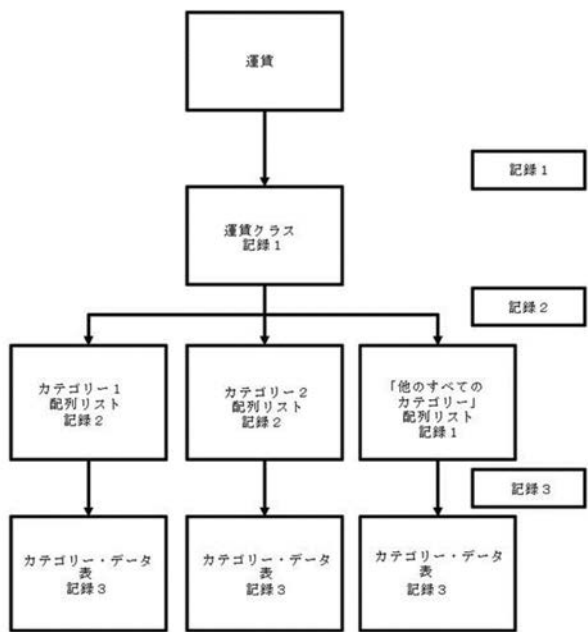 運賃
記録1
運賃クラス
記録1
記録2
カテゴリー1
配列リスト
記録2
カテゴリー2
配列リスト
記録2
「他のすべての
カテゴリー」
配列リスト
記録1
記録3
カテゴリー・データ
表
記録3
カテゴリー・データ
表
記録3
カテゴリー・データ
表
記録3